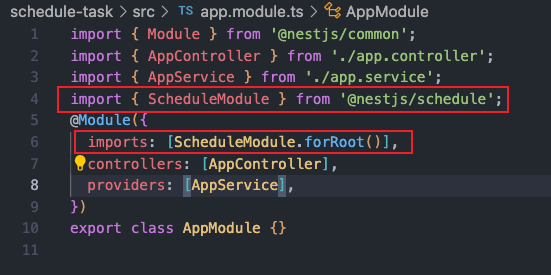 schedule-task > src > TS app.module.ts > AppModule
1 import { Module } from '@nestjs/common';
2 import { AppController } from './app.controller';
3 import { AppService } from './app.service';
4 import { ScheduleModule } from '@nestjs/schedule';
5 @Module({
6 imports: [ScheduleModule.forRoot()],
7 controllers: [AppController],
8 providers: [AppService],
9 })
10 export class AppModule {}
11